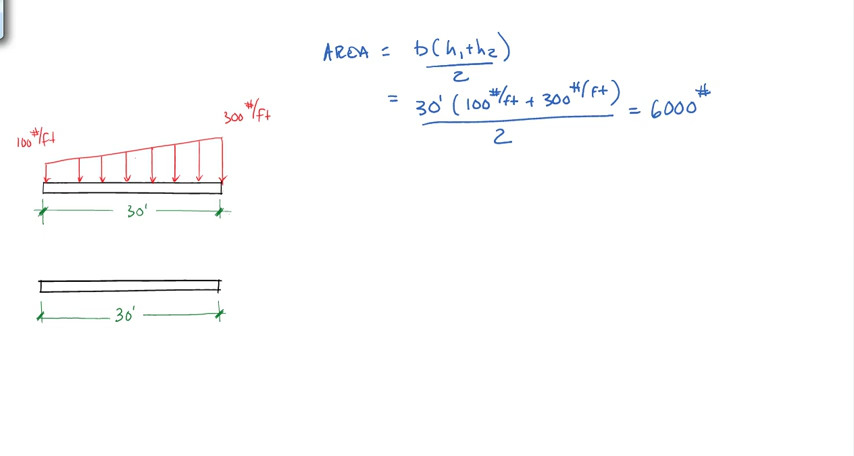 AREA = b(h₁+h₂)
2
= 30' (100#/ft + 300#/ft) = 6000#
2
300#/ft
100#/ft
30'
30'